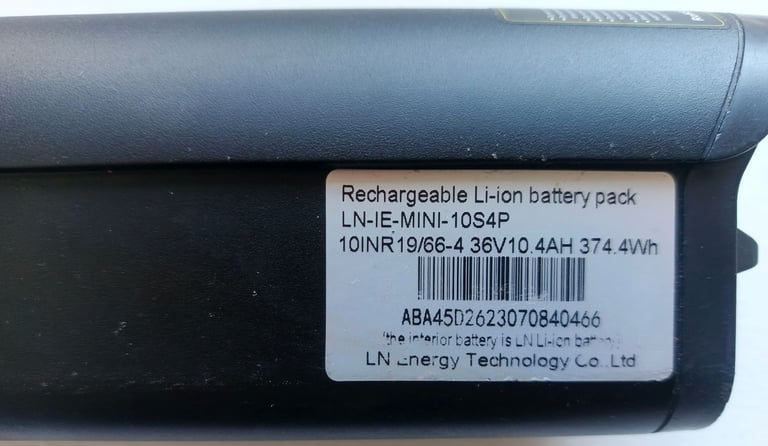 Rechargeable Li-ion battery pack
LN-IE-MINI-10S4P
10INR19/66-4 36V10.4AH 374.4Wh
ABA45D2623070840466
(the interior battery is LN Li-ion battery)
LN Energy Technology Co.,Ltd